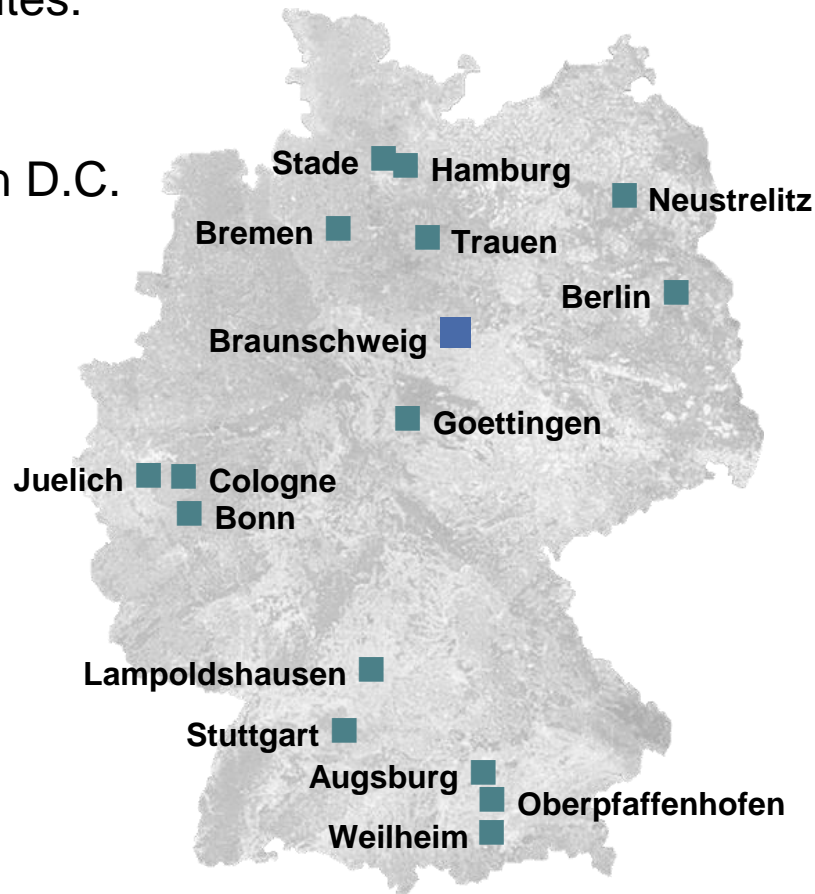 D.C.
Stade
Hamburg
Neustrelitz
Bremen
Trauen
Berlin
Braunschweig
Goettingen
Juelich
Cologne
Bonn
Lampoldshausen
Stuttgart
Augsburg
Oberpfaffenhofen
Weilheim